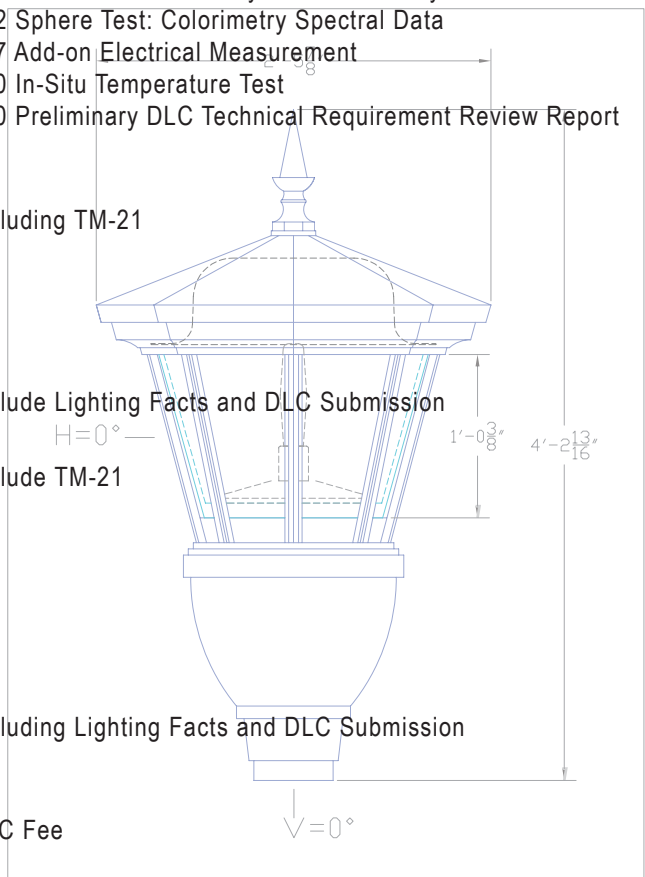 2 Sphere Test: Colorimetry Spectral Data
7 Add-on Electrical Measurement
0 In-Situ Temperature Test
0 Preliminary DLC Technical Requirement Review Report
luding TM-21
lude Lighting Facts and DLC Submission
H=0°
1'-0 3/8"
4'-2 13/16"
lude TM-21
luding Lighting Facts and DLC Submission
C Fee
V=0°